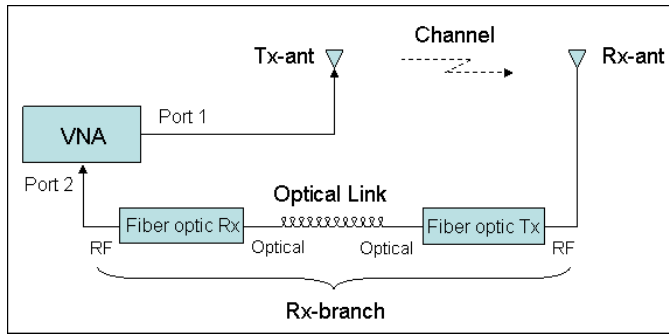 Channel
Tx-ant
Rx-ant
VNA
Port 1
Port 2
Optical Link
Fiber optic Rx
Fiber optic Tx
RF
Optical
Optical
RF
Rx-branch